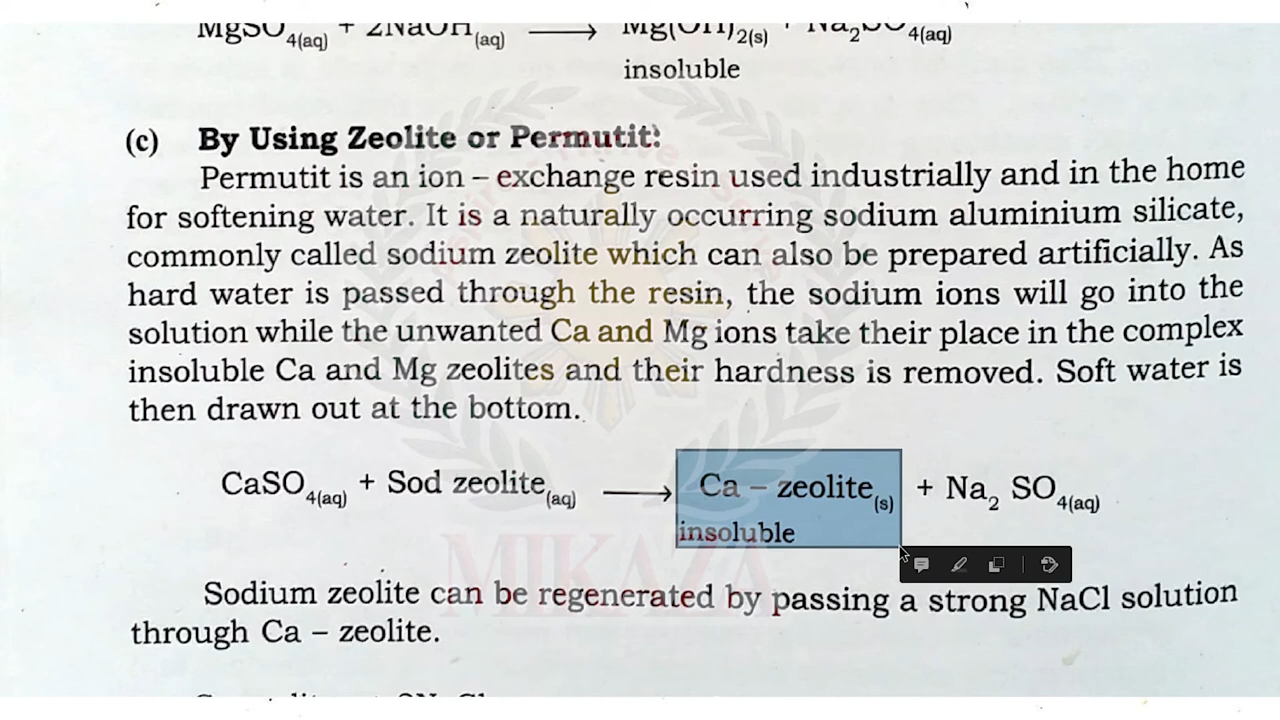 MgSO4(aq) + 2NaOH(aq) ⟶ Mg(OH)2(s) + Na2SO4(aq)
insoluble
(c) By Using Zeolite or Permutit:
Permutit is an ion – exchange resin used industrially and in the home
for softening water. It is a naturally occurring sodium aluminium silicate,
commonly called sodium zeolite which can also be prepared artificially. As
hard water is passed through the resin, the sodium ions will go into the
solution while the unwanted Ca and Mg ions take their place in the complex
insoluble Ca and Mg zeolites and their hardness is removed. Soft water is
then drawn out at the bottom.
CaSO4(aq) + Sod zeolite(aq) ⟶ Ca – zeolite(s) + Na2 SO4(aq)
insoluble
MIKAZA
Sodium zeolite can be regenerated by passing a strong NaCl solution
through Ca – zeolite.